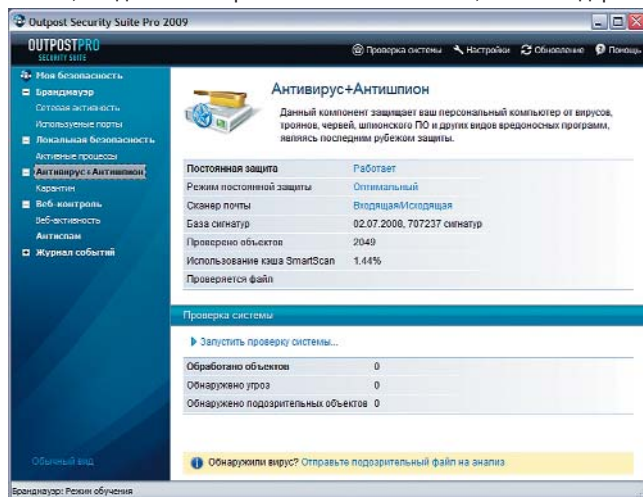 Outpost Security Suite Pro 2009
OUTPOSTPRO
SECURITY SUITE
Проверка системы Настройки Обновление Помощь
Моя безопасность
Брандмауэр
Сетевая активность
Используемые порты
Локальная безопасность
Активные процессы
Антивирус+Антишпион
Карантин
Веб-контроль
Веб-активность
Антиспам
Журнал событий
Обычный вид
Антивирус+Антишпион
Данный компонент защищает ваш персональный компьютер от вирусов,
троянов, червей, шпионского ПО и других видов вредоносных программ,
являясь последним рубежом защиты.
Постоянная защита Работает
Режим постоянной защиты Оптимальный
Сканер почты Входящая/Исходящая
База сигнатур 02.07.2008, 707237 сигнатур
Проверено объектов 2049
Использование кэша SmartScan 1.44%
Проверяется файл
Проверка системы
Запустить проверку системы...
Обработано объектов 0
Обнаружено угроз 0
Обнаружено подозрительных объектов 0
Обнаружили вирус? Отправьте подозрительный файл на анализ
Брандмауэр: Режим обучения